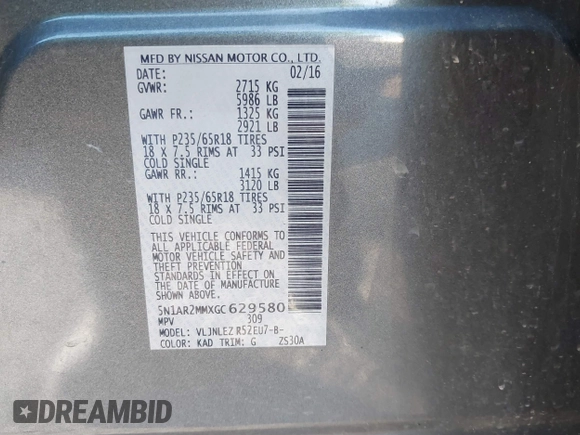 MFD BY NISSAN MOTOR CO., LTD.
DATE: 02/16
GVWR: 2715 KG
5986 LB
GAWR FR.: 1325 KG
2921 LB
WITH P235/65R18 TIRES
18 X 7.5 RIMS AT 33 PSI
COLD SINGLE
GAWR RR.: 1415 KG
3120 LB
WITH P235/65R18 TIRES
18 X 7.5 RIMS AT 33 PSI
COLD SINGLE
THIS VEHICLE CONFORMS TO
ALL APPLICABLE FEDERAL
MOTOR VEHICLE SAFETY AND
THEFT PREVENTION
STANDARDS IN EFFECT ON
THE DATE OF MANUFACTURE
SHOWN ABOVE.
5N1AR2MMXGC629580
MPV 309
MODEL: VLJNLEZ R52EU7-B-
COLOR: KAD TRIM: G ZS30A
DREAMBID